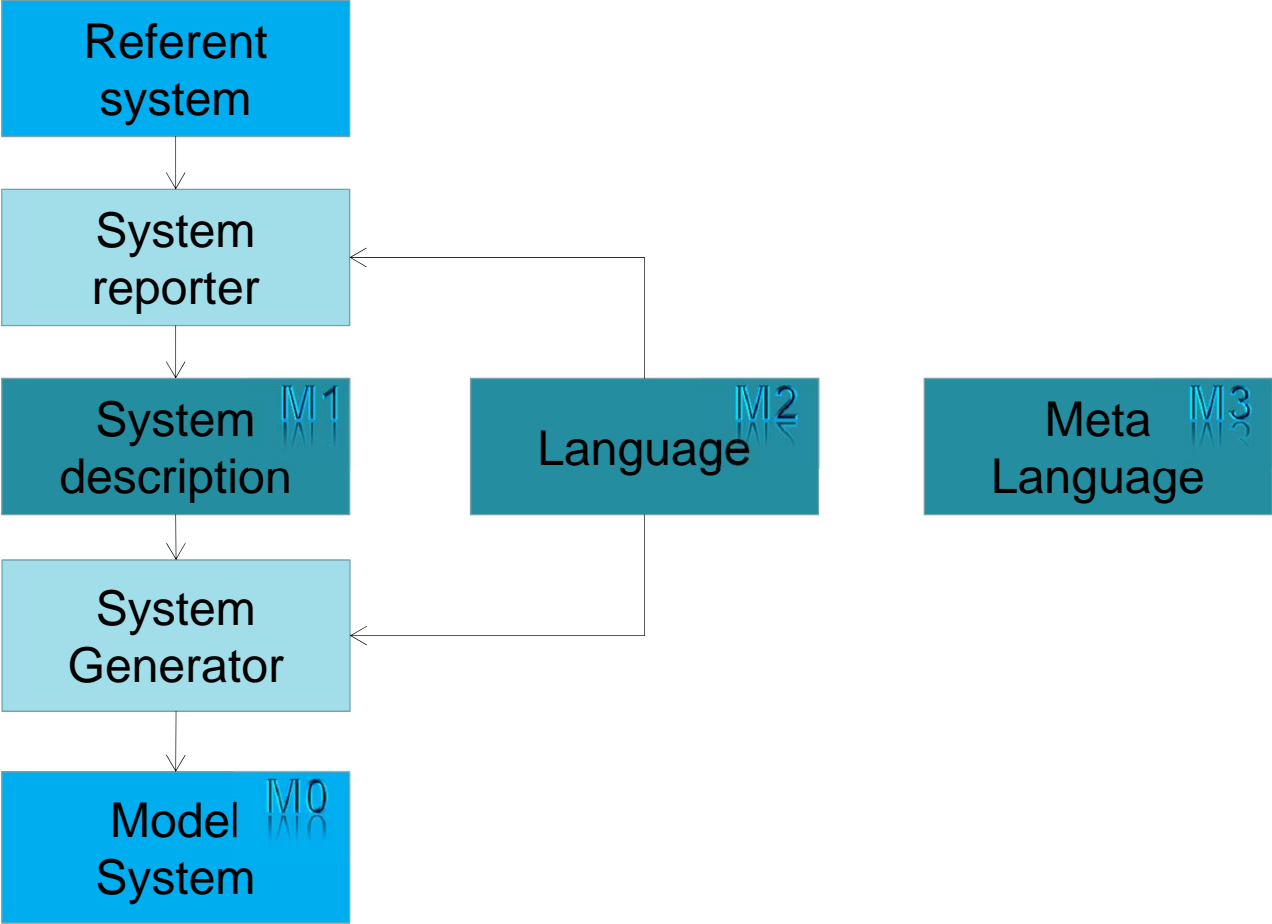 Referent
system
System
reporter
System M1
description
Language M2
Meta M3
Language
System
Generator
Model M0
System